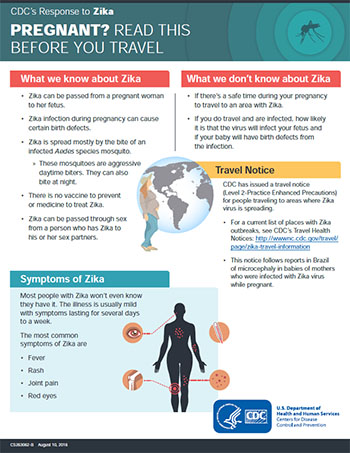 CDC's Response to Zika
PREGNANT? READ THIS
BEFORE YOU TRAVEL
What we know about Zika
• Zika can be passed from a pregnant woman
to her fetus.
• Zika infection during pregnancy can cause
certain birth defects.
• Zika is spread mostly by the bite of an
infected Aedes species mosquito.
» These mosquitoes are aggressive
daytime biters. They can also
bite at night.
• There is no vaccine to prevent
or medicine to treat Zika.
• Zika can be passed through sex
from a person who has Zika to
his or her sex partners.
What we don't know about Zika
• If there's a safe time during your pregnancy
to travel to an area with Zika.
• If you do travel and are infected, how likely
it is that the virus will infect your fetus and
if your baby will have birth defects from
the infection.
Travel Notice
CDC has issued a travel notice
(Level 2-Practice Enhanced Precautions)
for people traveling to areas where Zika
virus is spreading.
• For a current list of places with Zika
outbreaks, see CDC's Travel Health
Notices: http://wwwnc.cdc.gov/travel/
page/zika-travel-information
• This notice follows reports in Brazil
of microcephaly in babies of mothers
who were infected with Zika virus
while pregnant.
Symptoms of Zika
Most people with Zika won't even know
they have it. The illness is usually mild
with symptoms lasting for several days
to a week.
The most common
symptoms of Zika are
• Fever
• Rash
• Joint pain
• Red eyes
CDC
U.S. Department of
Health and Human Services
Centers for Disease
Control and Prevention
CS263082-B August 10, 2016